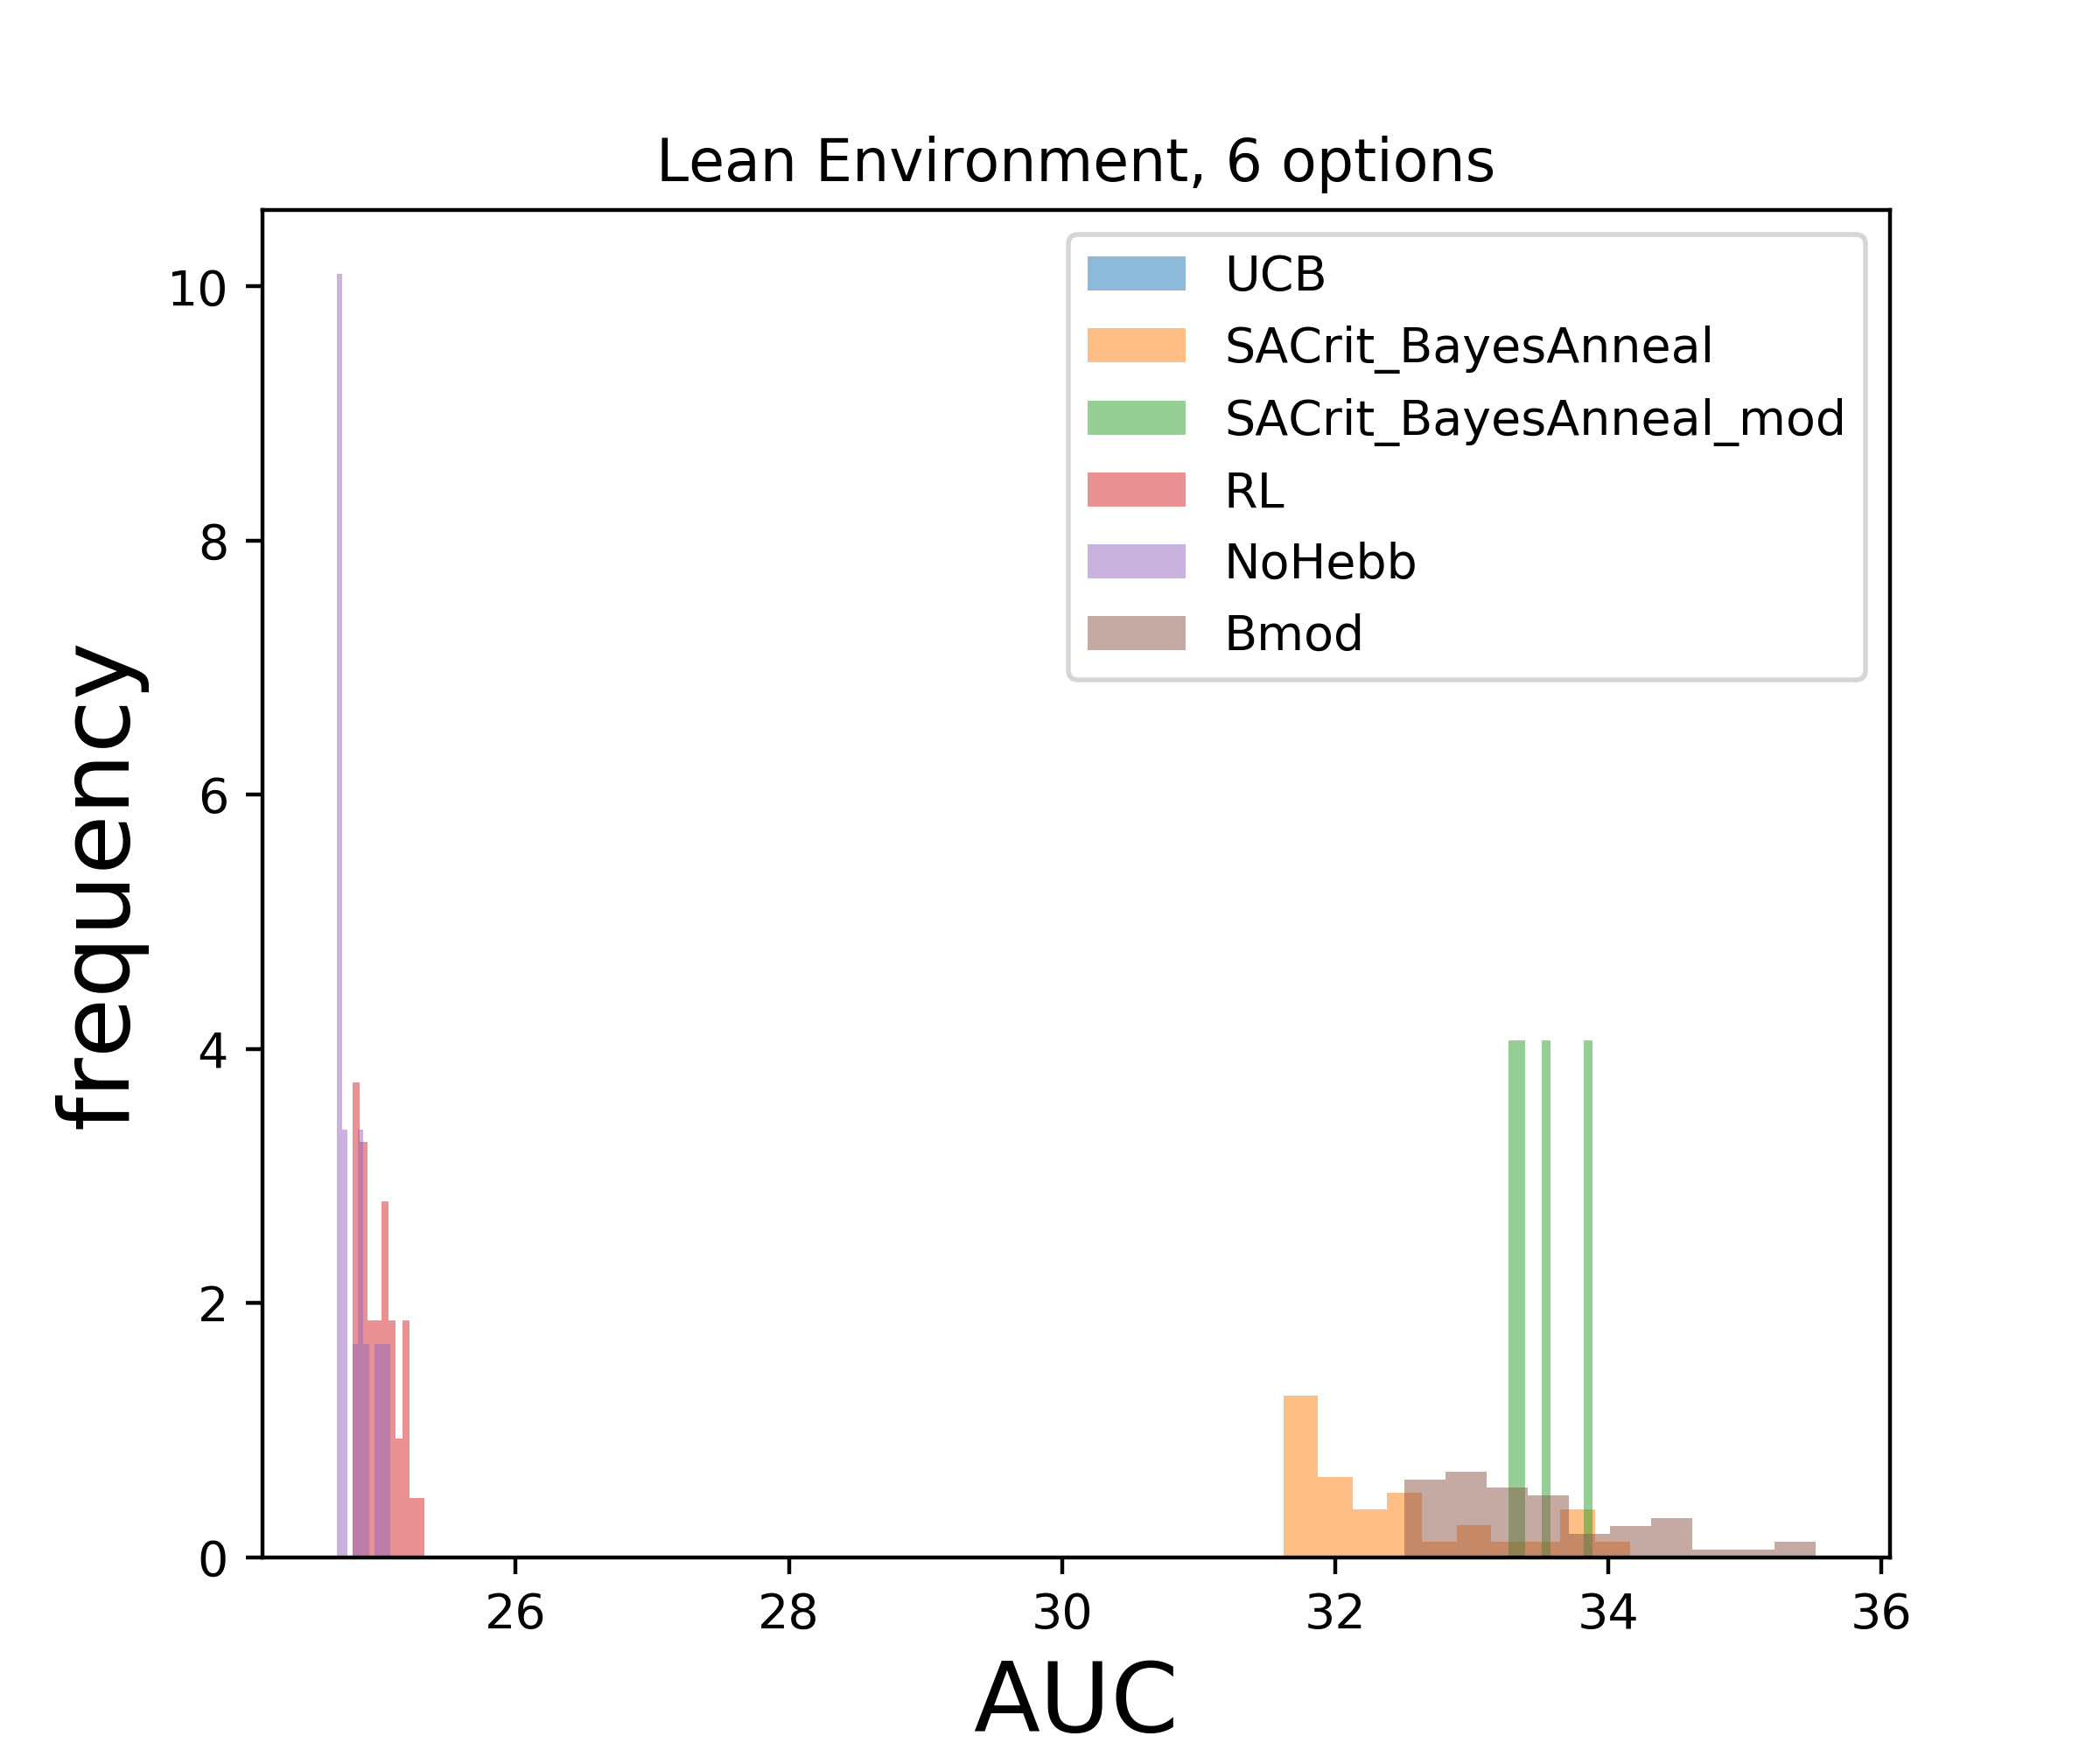 Lean Environment, 6 options
UCB
SACrit_BayesAnneal
SACrit_BayesAnneal_mod
RL
NoHebb
Bmod
frequency
10
8
6
4
2
0
26 28 30 32 34 36
AUC